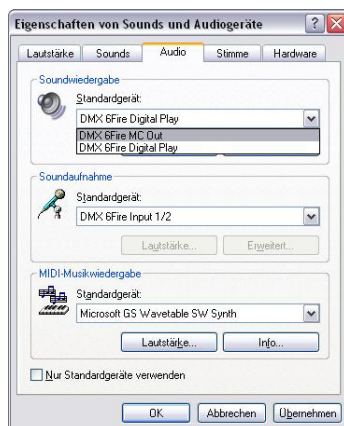 Eigenschaften von Sounds und Audiogeräte
Lautstärke Sounds Audio Stimme Hardware
Soundwiedergabe
Standardgerät:
DMX 6Fire Digital Play
DMX 6Fire MC Out
DMX 6Fire Digital Play
Soundaufnahme
Standardgerät:
DMX 6Fire Input 1/2
Lautstärke... Erweitert...
MIDI-Musikwiedergabe
Standardgerät:
Microsoft GS Wavetable SW Synth
Lautstärke... Info...
Nur Standardgeräte verwenden
OK Abbrechen Übernehmen